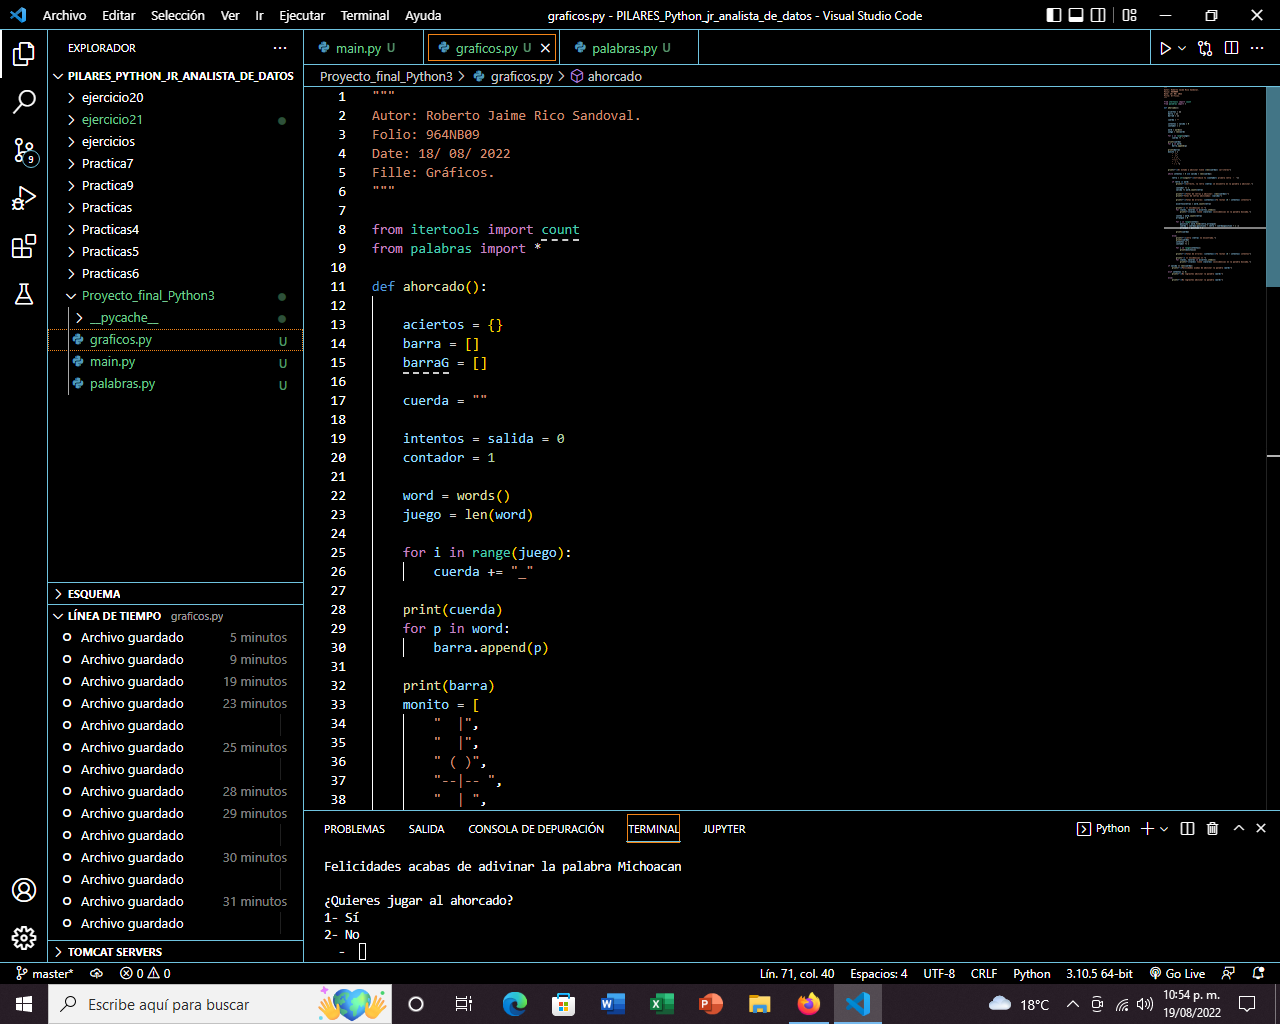 Archivo Editar Selección Ver Ir Ejecutar Terminal Ayuda
graficos.py - PILARES_Python_jr_analista_de_datos - Visual Studio Code
EXPLORADOR
PILARES_PYTHON_JR_ANALISTA_DE_DATOS
ejercicio20
ejercicio21
ejercicios
Practica7
Practica9
Practicas
Practicas4
Practicas5
Practicas6
Proyecto_final_Python3
__pycache__
graficos.py U
main.py U
palabras.py U
ESQUEMA
LÍNEA DE TIEMPO graficos.py
Archivo guardado 5 minutos
Archivo guardado 9 minutos
Archivo guardado 19 minutos
Archivo guardado 23 minutos
Archivo guardado
Archivo guardado 25 minutos
Archivo guardado
Archivo guardado 28 minutos
Archivo guardado 29 minutos
Archivo guardado
Archivo guardado 30 minutos
Archivo guardado
Archivo guardado 31 minutos
Archivo guardado
TOMCAT SERVERS
9
main.py U
graficos.py U
palabras.py U
Proyecto_final_Python3 > graficos.py > ahorcado
1 """
2 Autor: Roberto Jaime Rico Sandoval.
3 Folio: 964NB09
4 Date: 18/ 08/ 2022
5 Fille: Gráficos.
6 """
7
8 from itertools import count
9 from palabras import *
10
11 def ahorcado():
12
13 aciertos = {}
14 barra = []
15 barraG = []
16
17 cuerda = ""
18
19 intentos = salida = 0
20 contador = 1
21
22 word = words()
23 juego = len(word)
24
25 for i in range(juego):
26 cuerda += "_"
27
28 print(cuerda)
29 for p in word:
30 barra.append(p)
31
32 print(barra)
33 monito = [
34 "  |",
35 "  |",
36 " ( )",
37 "--|-- ",
38 "  | ",
PROBLEMAS SALIDA CONSOLA DE DEPURACIÓN TERMINAL JUPYTER
Python
Felicidades acabas de adivinar la palabra Michoacan
¿Quieres jugar al ahorcado?
1- Sí
2- No
-
master* 0 0
Lín. 71, col. 40 Espacios: 4 UTF-8 CRLF Python 3.10.5 64-bit Go Live
Escribe aquí para buscar
18°C
10:54 p. m.
19/08/2022